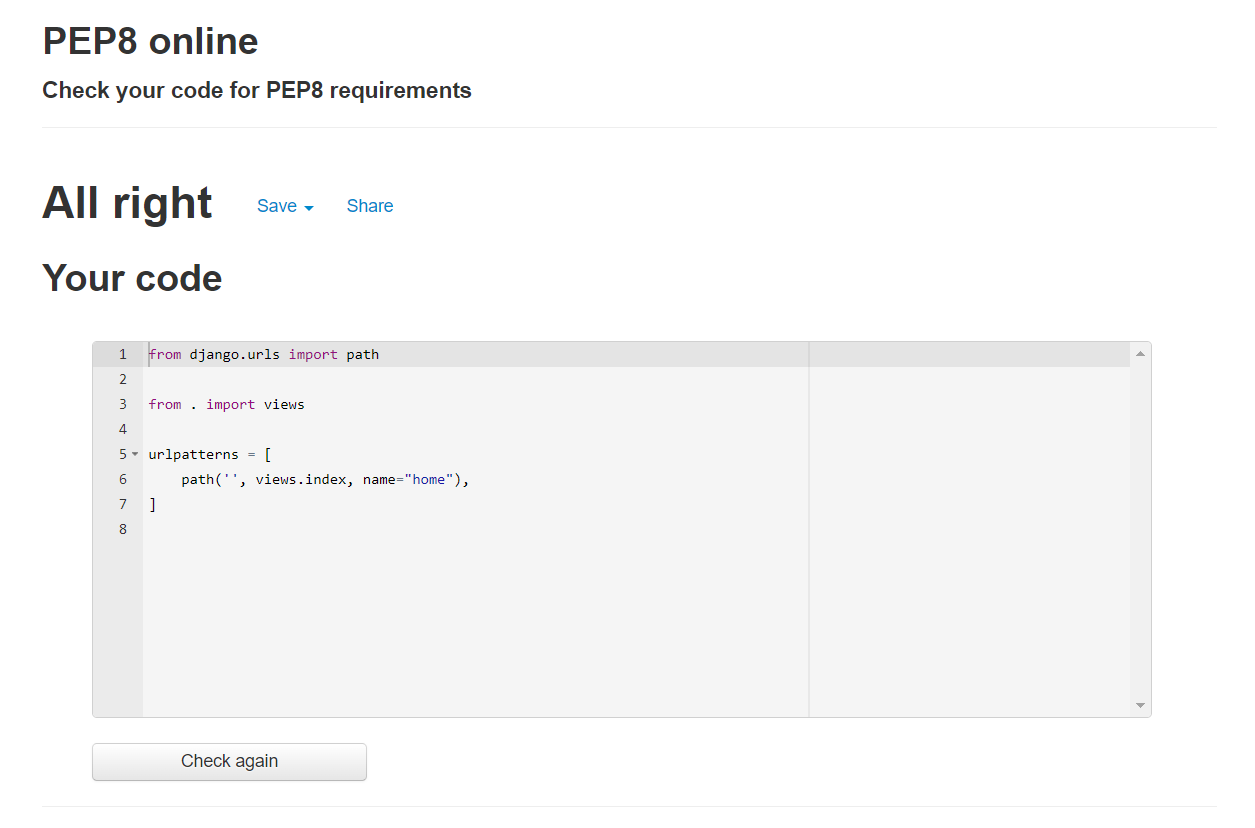 PEP8 online
Check your code for PEP8 requirements
All right Save Share
Your code
1 from django.urls import path
2
3 from . import views
4
5 urlpatterns = [
6     path('', views.index, name="home"),
7 ]
8
Check again